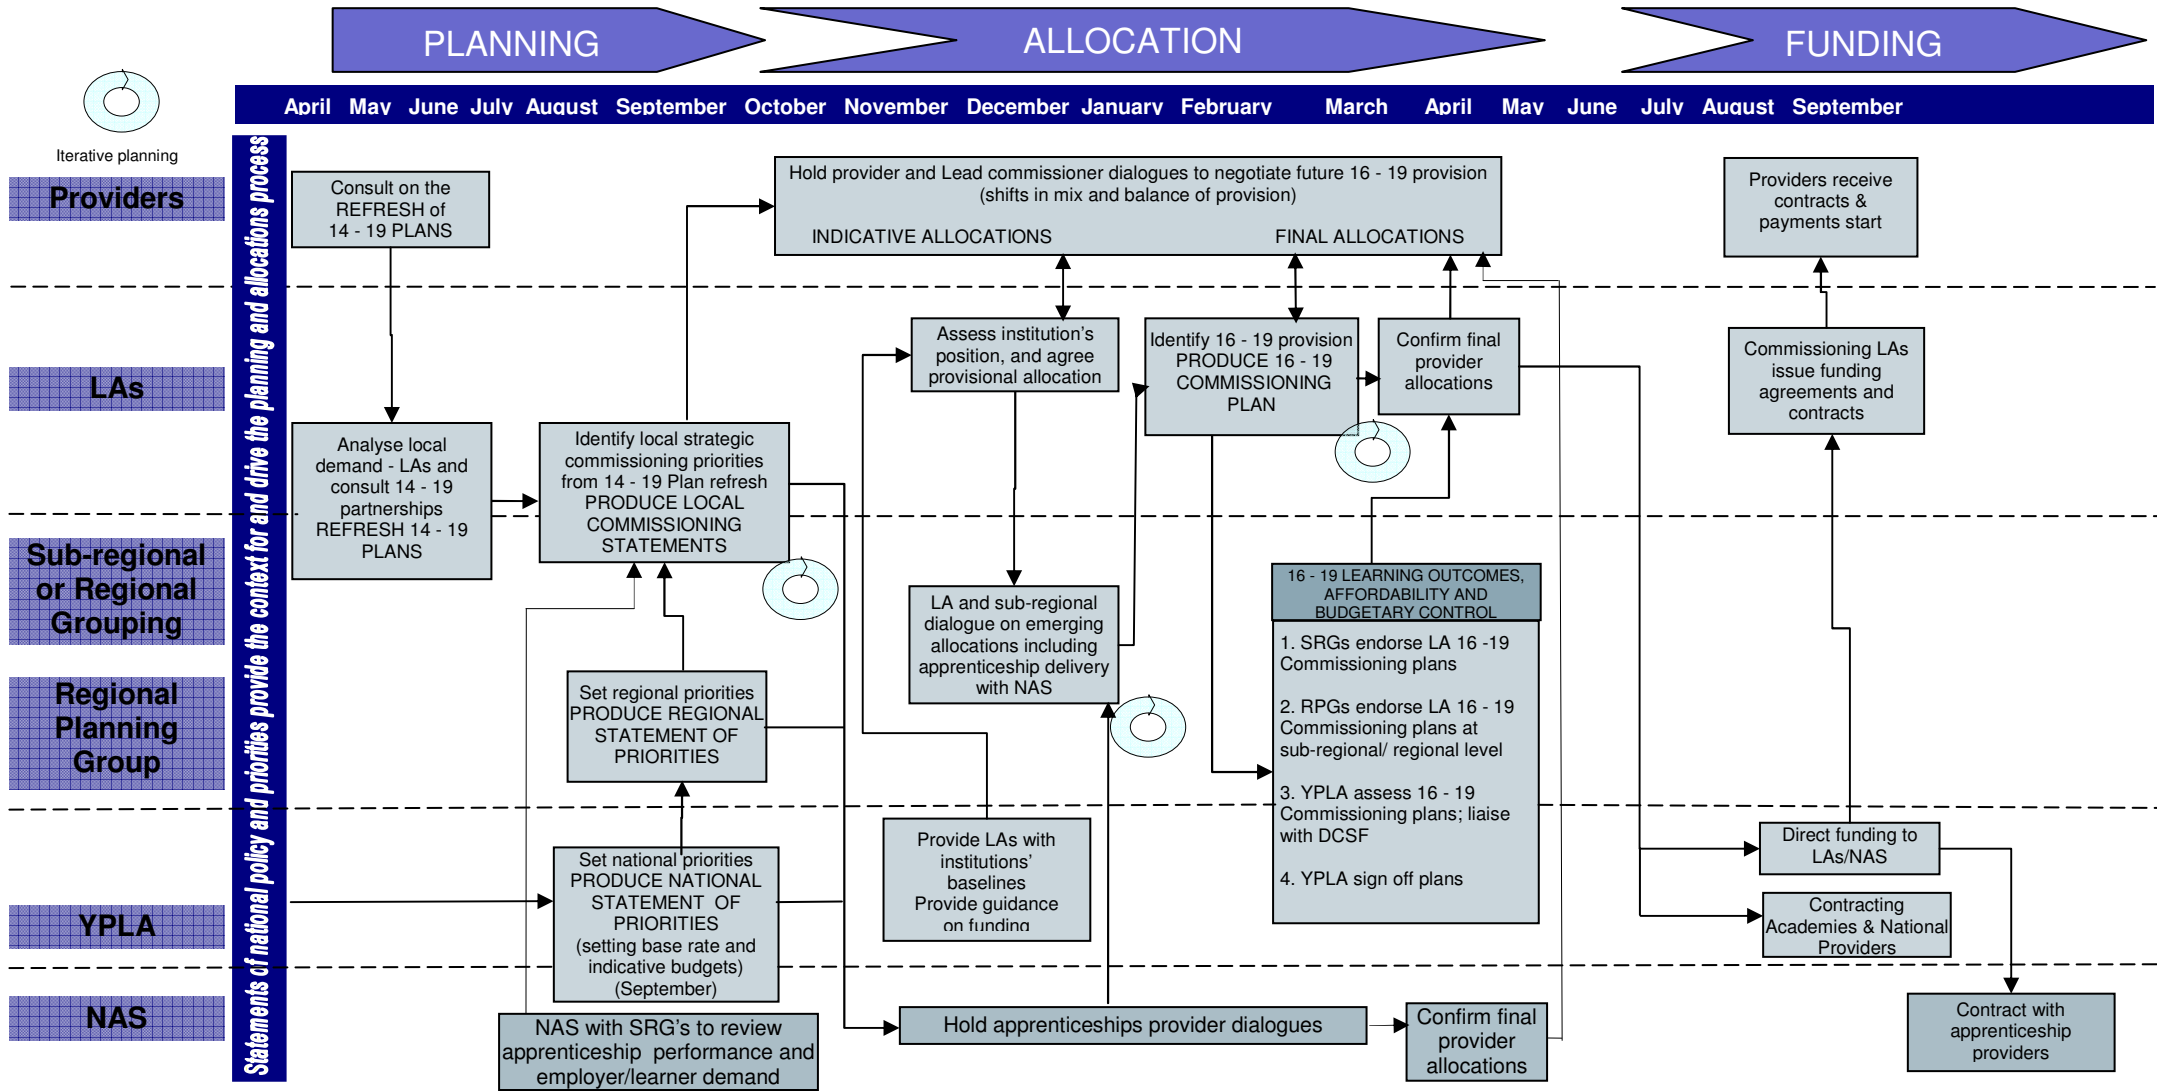 PLANNING
ALLOCATION
FUNDING
April May June July August September October November December January February March April May June July August September
Iterative planning
Providers
LAs
Sub-regional
or Regional
Grouping
Regional
Planning
Group
YPLA
NAS
Statements of national policy and priorities provide the context for and drive the planning and allocations process
Consult on the
REFRESH of
14 - 19 PLANS
Hold provider and Lead commissioner dialogues to negotiate future 16 - 19 provision
(shifts in mix and balance of provision)
INDICATIVE ALLOCATIONS
FINAL ALLOCATIONS
Providers receive
contracts &
payments start
Assess institution's
position, and agree
provisional allocation
Identify 16 - 19 provision
PRODUCE 16 - 19
COMMISSIONING
PLAN
Confirm final
provider
allocations
Commissioning LAs
issue funding
agreements and
contracts
Analyse local
demand - LAs and
consult 14 - 19
partnerships
REFRESH 14 - 19
PLANS
Identify local strategic
commissioning priorities
from 14 - 19 Plan refresh
PRODUCE LOCAL
COMMISSIONING
STATEMENTS
LA and sub-regional
dialogue on emerging
allocations including
apprenticeship delivery
with NAS
16 - 19 LEARNING OUTCOMES,
AFFORDABILITY AND
BUDGETARY CONTROL
1. SRGs endorse LA 16 -19
Commissioning plans
2. RPGs endorse LA 16 - 19
Commissioning plans at
sub-regional/ regional level
3. YPLA assess 16 - 19
Commissioning plans; liaise
with DCSF
4. YPLA sign off plans
Set regional priorities
PRODUCE REGIONAL
STATEMENT OF
PRIORITIES
Set national priorities
PRODUCE NATIONAL
STATEMENT OF
PRIORITIES
(setting base rate and
indicative budgets)
(September)
Provide LAs with
institutions'
baselines
Provide guidance
on funding
Direct funding to
LAs/NAS
Contracting
Academies & National
Providers
NAS with SRG's to review
apprenticeship performance and
employer/learner demand
Hold apprenticeships provider dialogues
Confirm final
provider
allocations
Contract with
apprenticeship
providers